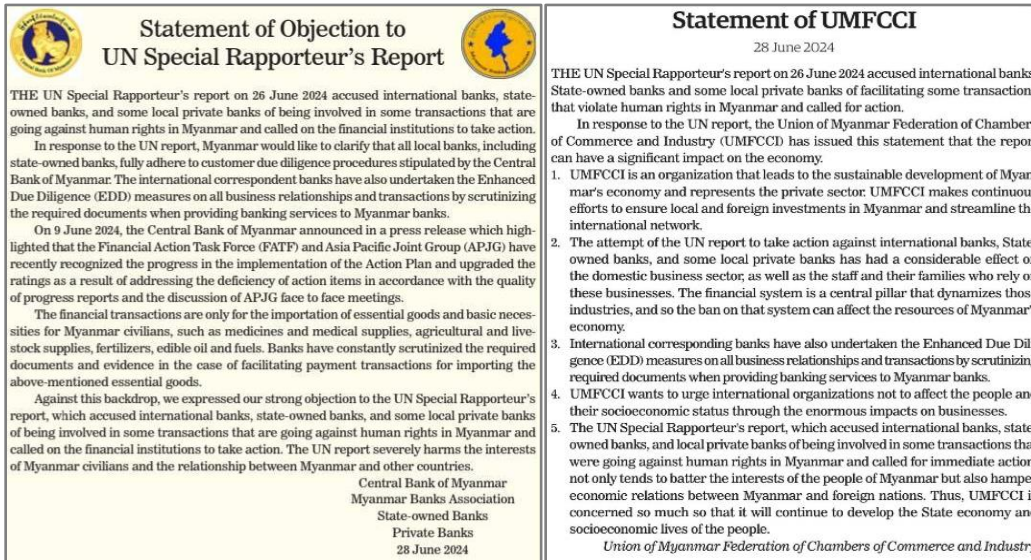 Statement of Objection to
UN Special Rapporteur's Report
THE UN Special Rapporteur's report on 26 June 2024 accused international banks, state-
owned banks, and some local private banks of being involved in some transactions that are
going against human rights in Myanmar and called on the financial institutions to take action.
In response to the UN report, Myanmar would like to clarify that all local banks, including
state-owned banks, fully adhere to customer due diligence procedures stipulated by the Central
Bank of Myanmar. The international correspondent banks have also undertaken the Enhanced
Due Diligence (EDD) measures on all business relationships and transactions by scrutinizing
the required documents when providing banking services to Myanmar banks.
On 9 June 2024, the Central Bank of Myanmar announced in a press release which high-
lighted that the Financial Action Task Force (FATF) and Asia Pacific Joint Group (APJG) have
recently recognized the progress in the implementation of the Action Plan and upgraded the
ratings as a result of addressing the deficiency of action items in accordance with the quality
of progress reports and the discussion of APJG face to face meetings.
The financial transactions are only for the importation of essential goods and basic neces-
sities for Myanmar civilians, such as medicines and medical supplies, agricultural and live-
stock supplies, fertilizers, edible oil and fuels. Banks have constantly scrutinized the required
documents and evidence in the case of facilitating payment transactions for importing the
above-mentioned essential goods.
Against this backdrop, we expressed our strong objection to the UN Special Rapporteur's
report, which accused international banks, state-owned banks, and some local private banks
of being involved in some transactions that are going against human rights in Myanmar and
called on the financial institutions to take action. The UN report severely harms the interests
of Myanmar civilians and the relationship between Myanmar and other countries.
Central Bank of Myanmar
Myanmar Banks Association
State-owned Banks
Private Banks
28 June 2024
Statement of UMFCCI
28 June 2024
THE UN Special Rapporteur's report on 26 June 2024 accused international banks
State-owned banks and some local private banks of facilitating some transaction
that violate human rights in Myanmar and called for action.
In response to the UN report, the Union of Myanmar Federation of Chamber
of Commerce and Industry (UMFCCI) has issued this statement that the repor
can have a significant impact on the economy.
1. UMFCCI is an organization that leads to the sustainable development of Myan
mar's economy and represents the private sector. UMFCCI makes continuou
efforts to ensure local and foreign investments in Myanmar and streamline th
international network.
2. The attempt of the UN report to take action against international banks, State
owned banks, and some local private banks has had a considerable effect o
the domestic business sector, as well as the staff and their families who rely o
these businesses. The financial system is a central pillar that dynamizes thos
industries, and so the ban on that system can affect the resources of Myanmar'
economy.
3. International corresponding banks have also undertaken the Enhanced Due Dil
gence (EDD) measures on all business relationships and transactions by scrutinizin
required documents when providing banking services to Myanmar banks.
4. UMFCCI wants to urge international organizations not to affect the people an
their socioeconomic status through the enormous impacts on businesses.
5. The UN Special Rapporteur's report, which accused international banks, state
owned banks, and local private banks of being involved in some transactions tha
were going against human rights in Myanmar and called for immediate action
not only tends to batter the interests of the people of Myanmar but also hampe
economic relations between Myanmar and foreign nations. Thus, UMFCCI i
concerned so much so that it will continue to develop the State economy an
socioeconomic lives of the people.
Union of Myanmar Federation of Chambers of Commerce and Industr